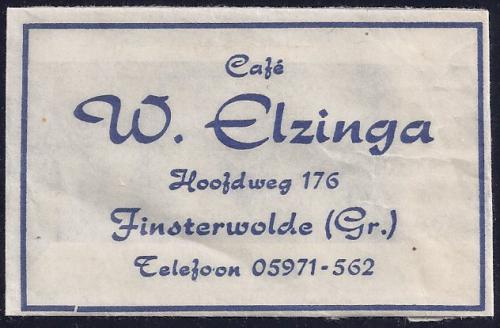 Café
W. Elzinga
Hoofdweg 176
Finsterwolde (Gr.)
Telefoon 05971-562